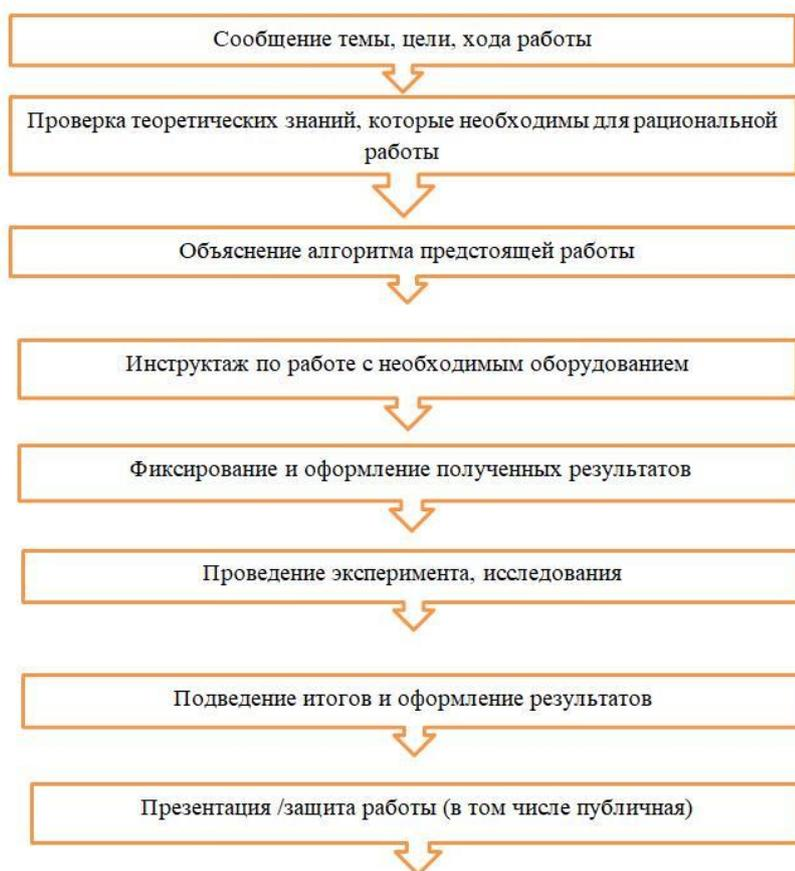 Сообщение темы, цели, хода работы
Проверка теоретических знаний, которые необходимы для рациональной
работы
Объяснение алгоритма предстоящей работы
Инструктаж по работе с необходимым оборудованием
Фиксирование и оформление полученных результатов
Проведение эксперимента, исследования
Подведение итогов и оформление результатов
Презентация /защита работы (в том числе публичная)